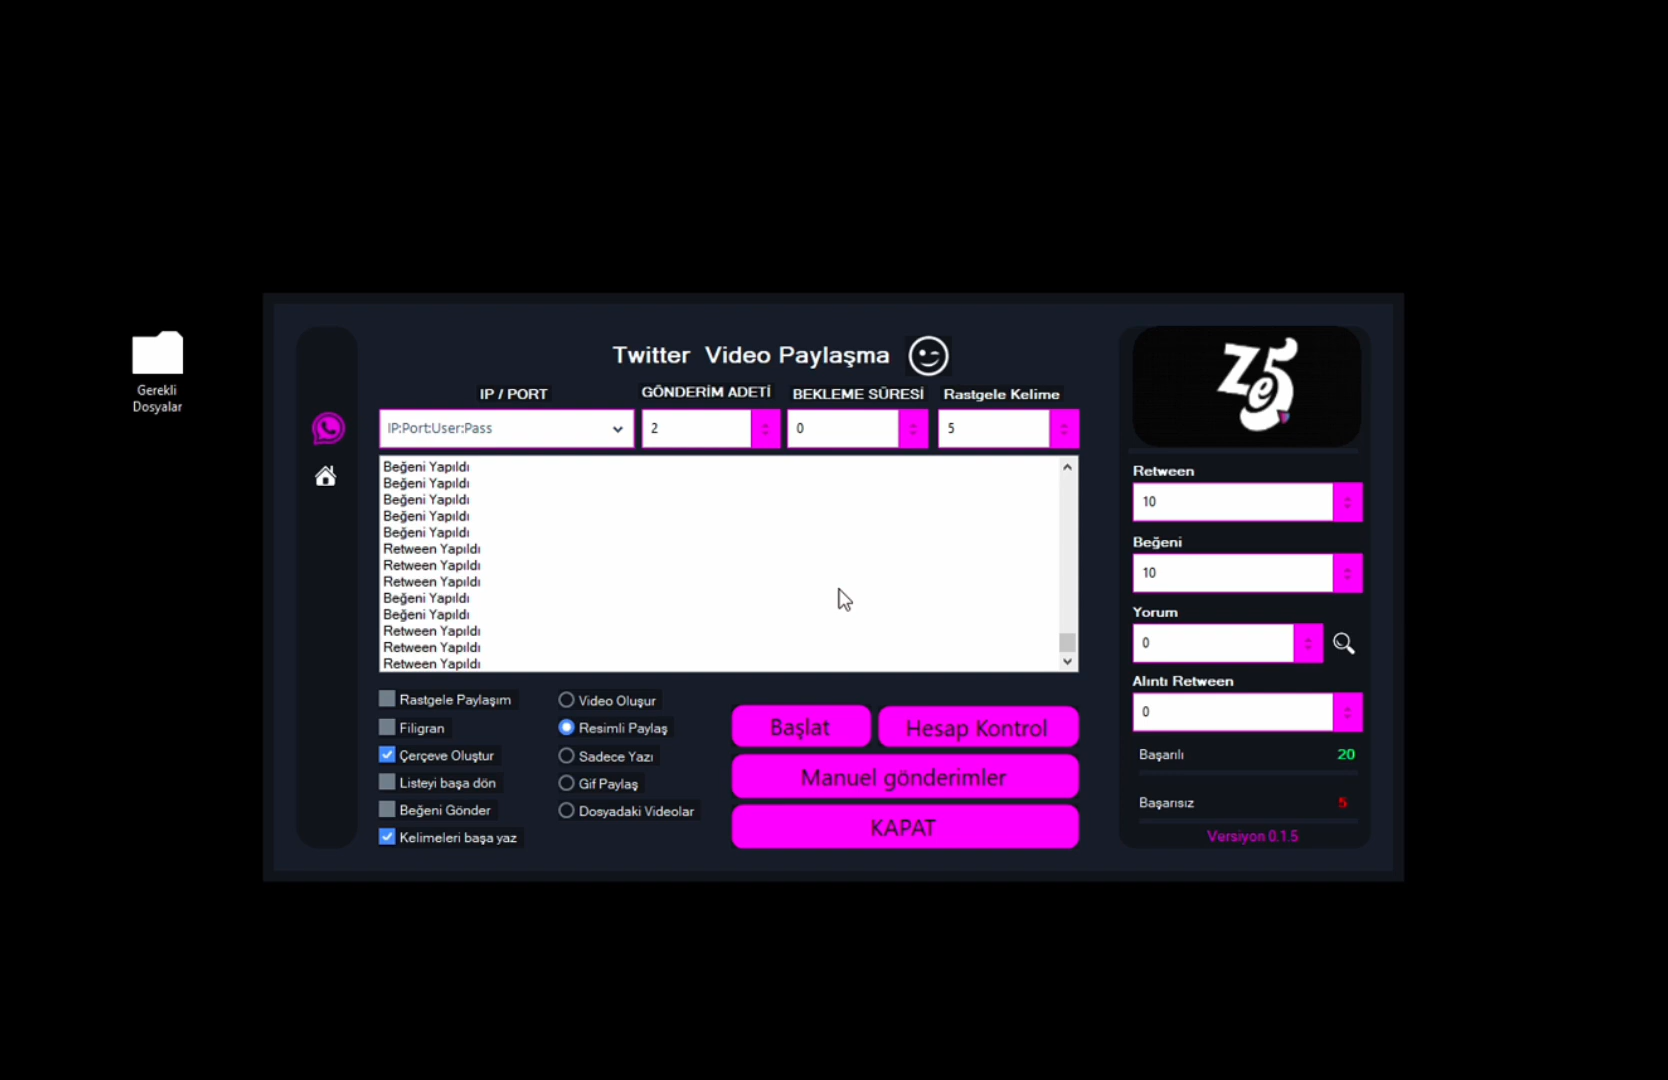 Gerekli
Dosyalar
Twitter Video Paylaşma
IP / PORT
GÖNDERİM ADETİ
BEKLEME SÜRESİ
Rastgele Kelime
IP:Port:User:Pass
2
0
5
Beğeni Yapıldı
Beğeni Yapıldı
Beğeni Yapıldı
Beğeni Yapıldı
Beğeni Yapıldı
Retween Yapıldı
Retween Yapıldı
Retween Yapıldı
Beğeni Yapıldı
Beğeni Yapıldı
Retween Yapıldı
Retween Yapıldı
Retween Yapıldı
Rastgele Paylaşım
Filigran
Çerçeve Oluştur
Listeyi başa dön
Beğeni Gönder
Kelimeleri başa yaz
Video Oluşur
Resimli Paylaş
Sadece Yazı
Gif Paylaş
Dosyadaki Videolar
Başlat
Hesap Kontrol
Manuel gönderimler
KAPAT
Ze5
Retween
10
Beğeni
10
Yorum
0
Alıntı Retween
0
Başarılı 20
Başarısız 5
Versiyon 0.1.5